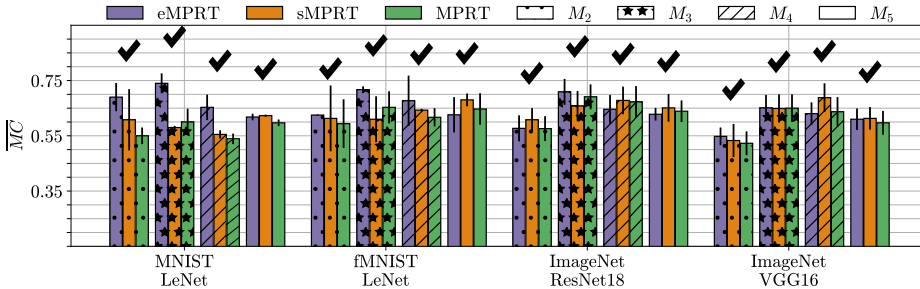 eMPRT sMPRT MPRT M₂ M₃ M₄ M₅
0.75
0.55
0.35
MC
MNIST fMNIST ImageNet ImageNet
LeNet LeNet ResNet18 VGG16